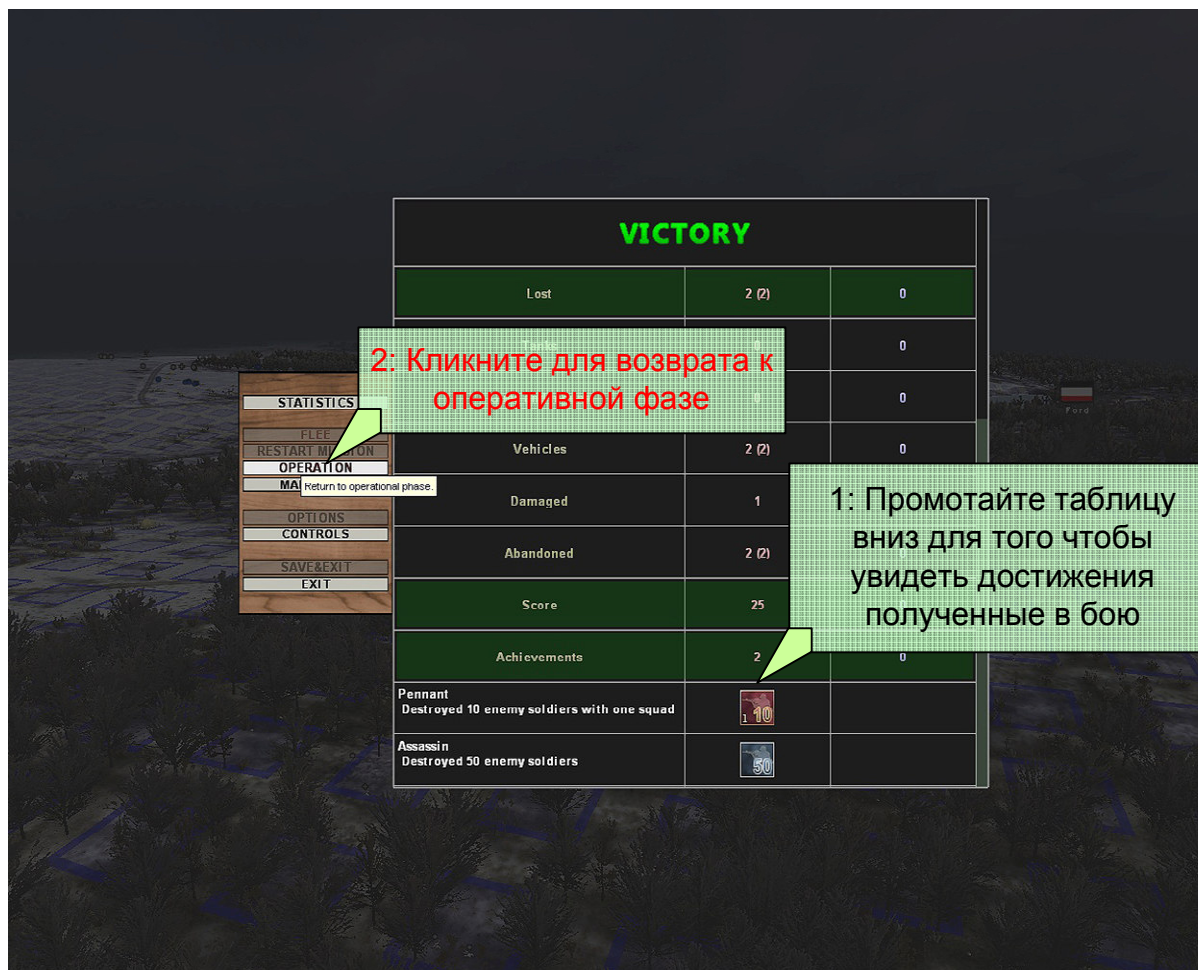 VICTORY
Lost 2 (2) 0
0
0
Vehicles 2 (2) 0
Damaged 1
Abandoned 2 (2)
Score 25
Achievements 2 0
Pennant
Destroyed 10 enemy soldiers with one squad
1 10
Assassin
Destroyed 50 enemy soldiers
50
2: Кликните для возврата к
оперативной фазе
1: Промотайте таблицу
вниз для того чтобы
увидеть достижения
полученные в бою
STATISTICS
FLEE
RESTART MISSION
OPERATION
Return to operational phase.
OPTIONS
CONTROLS
SAVE&EXIT
EXIT
Ford